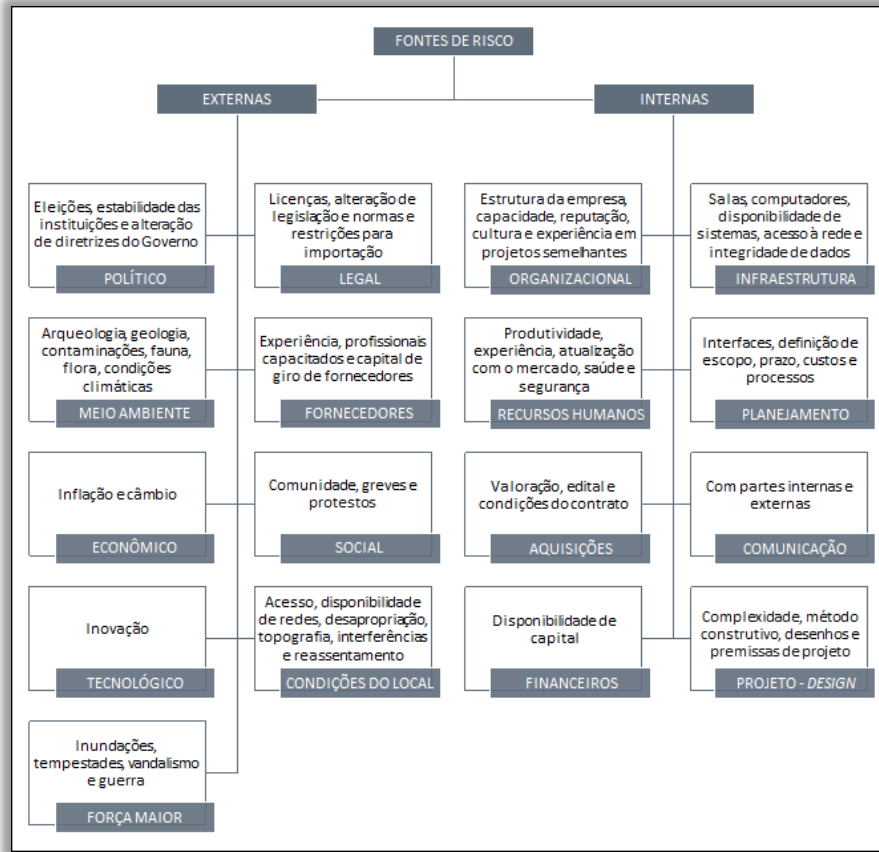 FONTES DE RISCO
EXTERNAS
INTERNAS
Eleições, estabilidade das
instituições e alteração
de diretrizes do Governo
POLÍTICO
Licenças, alteração de
legislação e normas e
restrições para
importação
LEGAL
Estrutura da empresa,
capacidade, reputação,
cultura e experiência em
projetos semelhantes
ORGANIZACIONAL
Salas, computadores,
disponibilidade de
sistemas, acesso à rede e
integridade de dados
INFRAESTRUTURA
Arqueologia, geologia,
contaminações, fauna,
flora, condições
climáticas
MEIO AMBIENTE
Experiência, profissionais
capacitados e capital de
giro de fornecedores
FORNECEDORES
Produtividade,
experiência, atualização
com o mercado, saúde e
segurança
RECURSOS HUMANOS
Interfaces, definição de
escopo, prazo, custos e
processos
PLANEJAMENTO
Inflação e câmbio
ECONÔMICO
Comunidade, greves e
protestos
SOCIAL
Valoração, edital e
condições do contrato
AQUISIÇÕES
Com partes internas e
externas
COMUNICAÇÃO
Inovação
TECNOLÓGICO
Acesso, disponibilidade
de redes, desapropriação,
topografia, interferências
e reassentamento
CONDIÇÕES DO LOCAL
Disponibilidade de
capital
FINANCEIROS
Complexidade, método
construtivo, desenhos e
premissas de projeto
PROJETO - DESIGN
Inundações,
tempestades, vandalismo
e guerra
FORÇA MAIOR